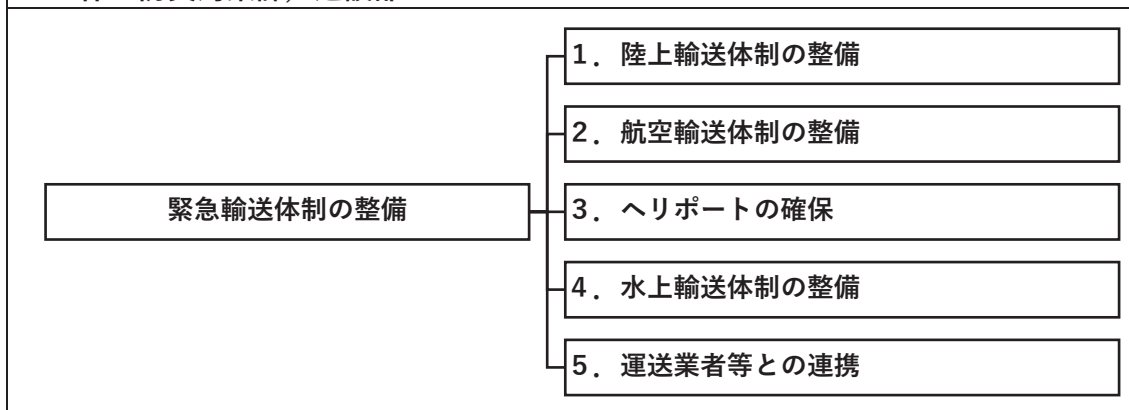 緊急輸送体制の整備
1．陸上輸送体制の整備
2．航空輸送体制の整備
3．ヘリポートの確保
4．水上輸送体制の整備
5．運送業者等との連携